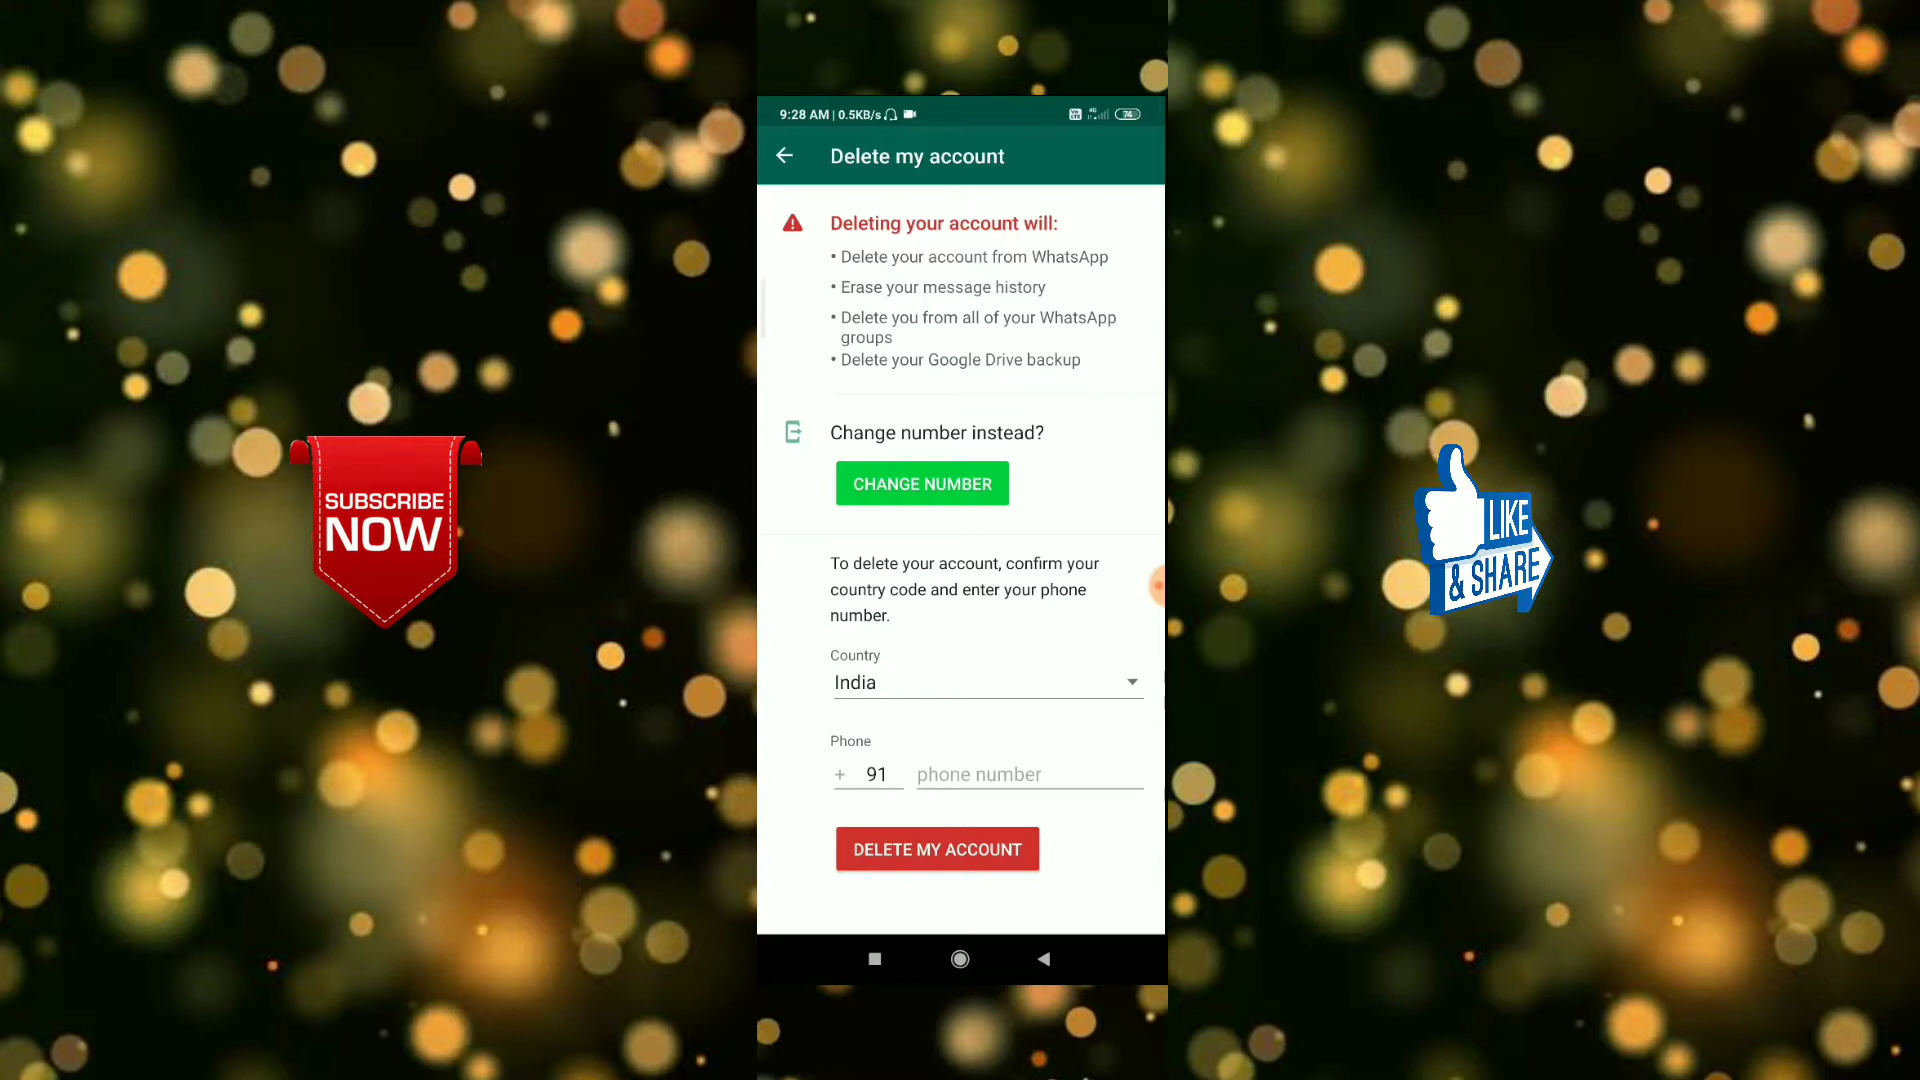 9:28 AM | 0.5KB/s
4G
74
Delete my account
Deleting your account will:
• Delete your account from WhatsApp
• Erase your message history
• Delete you from all of your WhatsApp
groups
• Delete your Google Drive backup
Change number instead?
CHANGE NUMBER
To delete your account, confirm your
country code and enter your phone
number.
Country
India
Phone
+ 91 phone number
DELETE MY ACCOUNT
SUBSCRIBE
NOW
LIKE
& SHARE